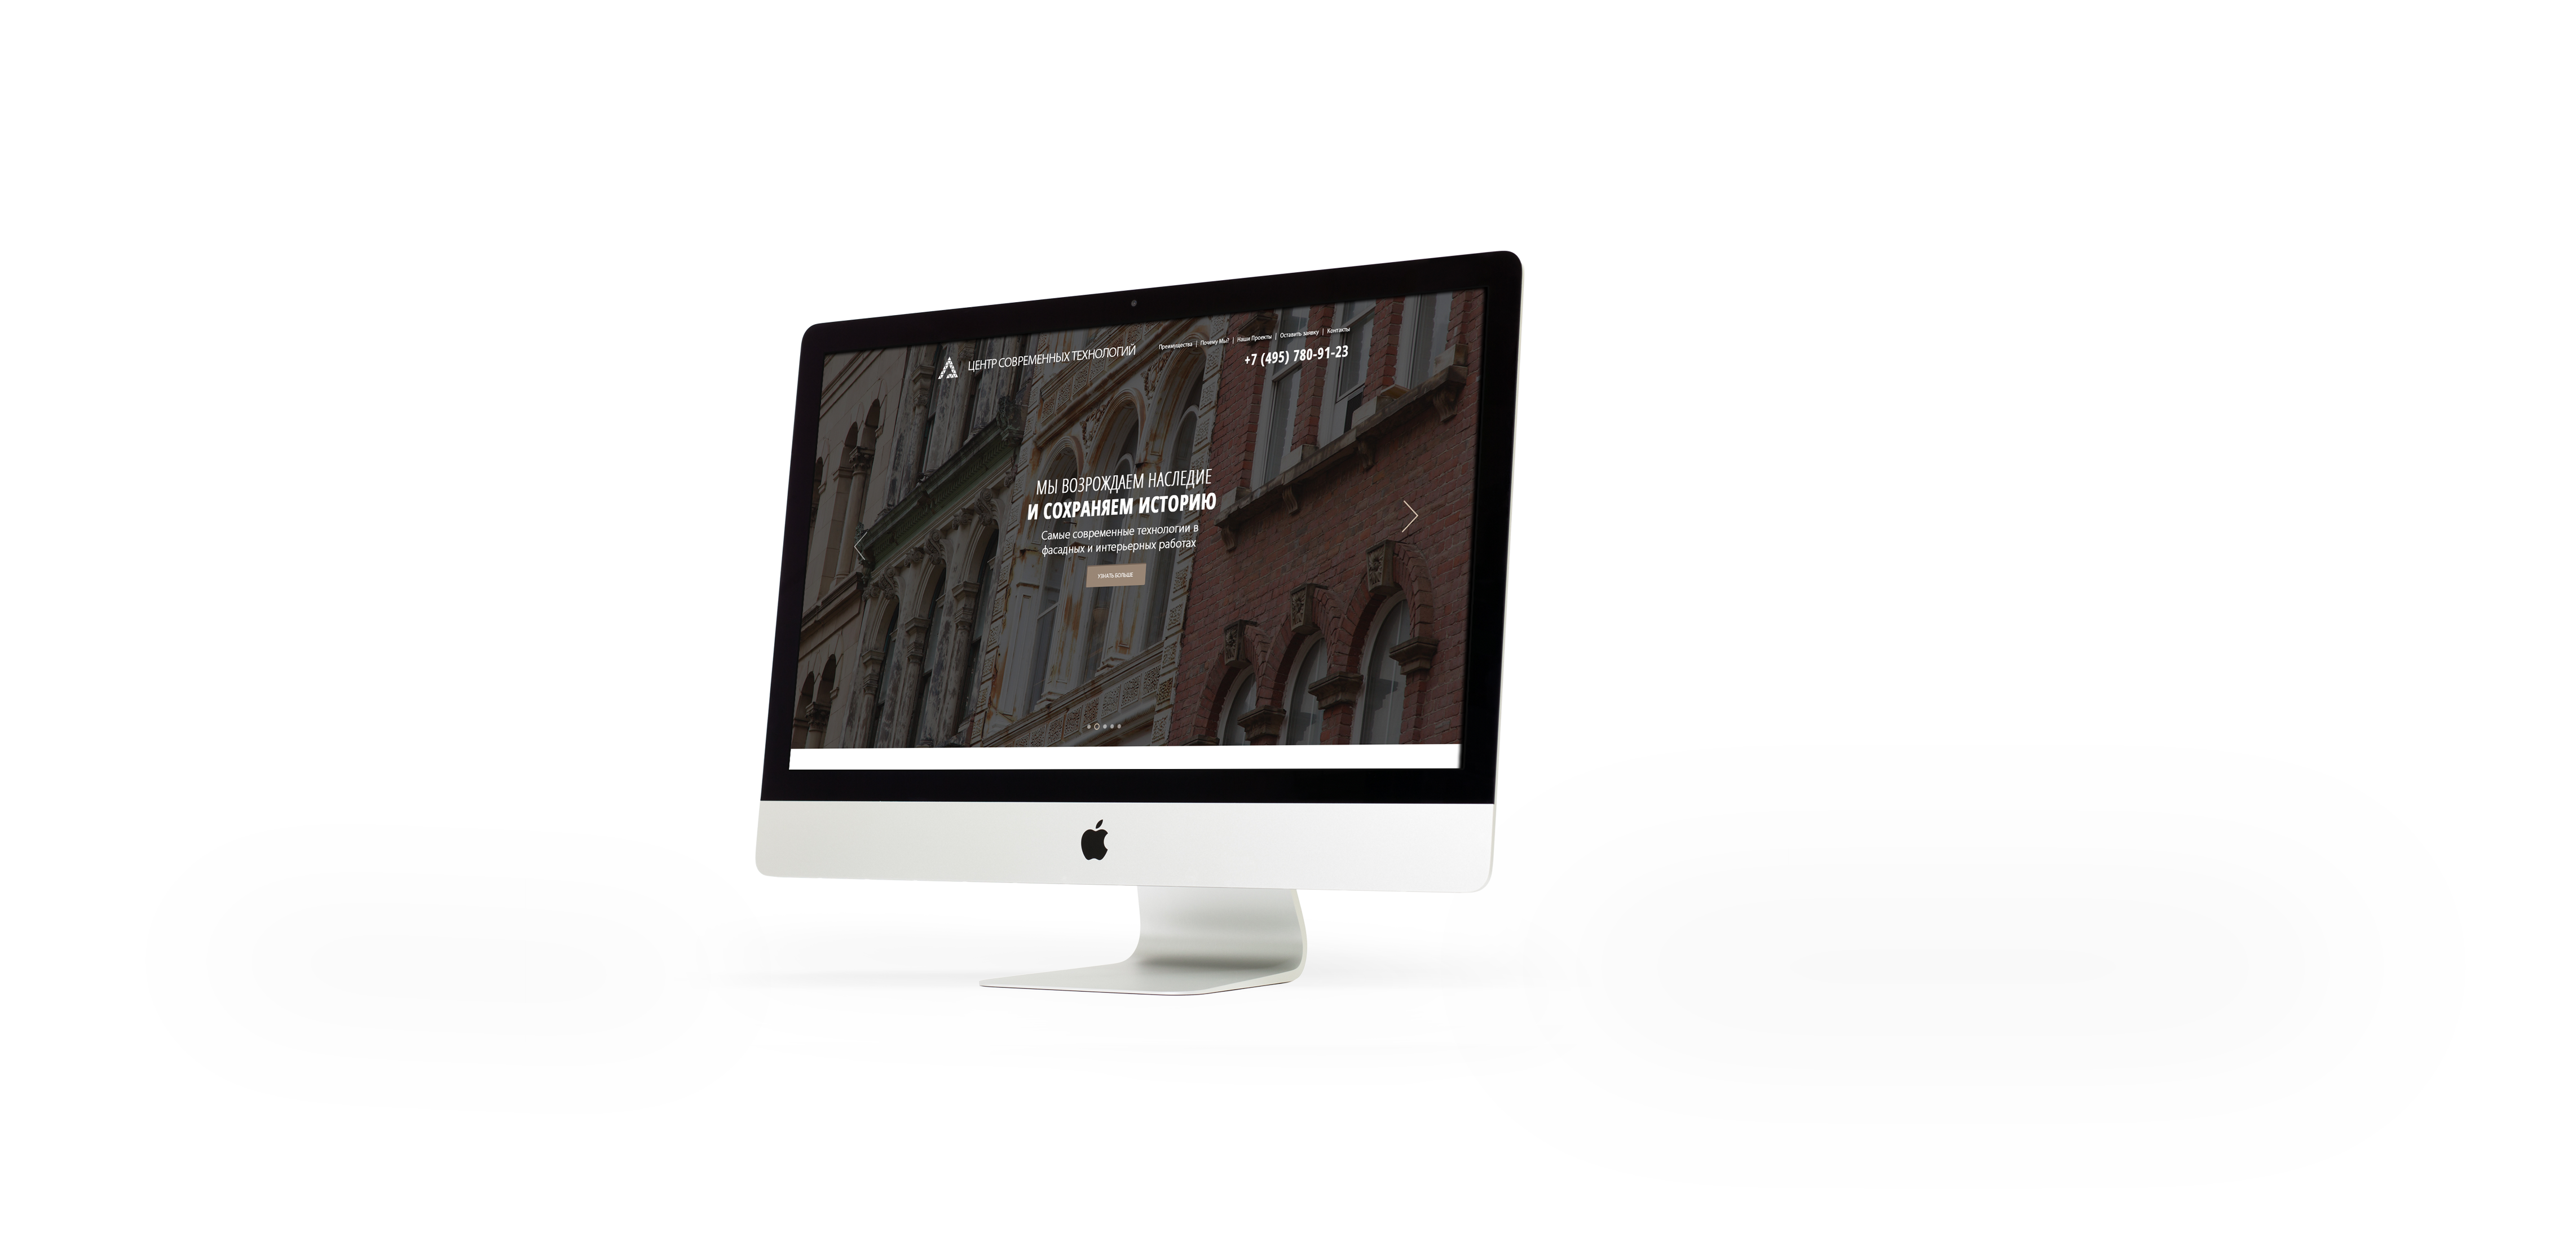 ЦЕНТР СОВРЕМЕННЫХ ТЕХНОЛОГИЙ
Преимущества | Почему Мы? | Наши Проекты | Оставить заявку | Контакты
+7 (495) 780-91-23
МЫ ВОЗРОЖДАЕМ НАСЛЕДИЕ
И СОХРАНЯЕМ ИСТОРИЮ
Самые современные технологии в
фасадных и интерьерных работах
УЗНАТЬ БОЛЬШЕ